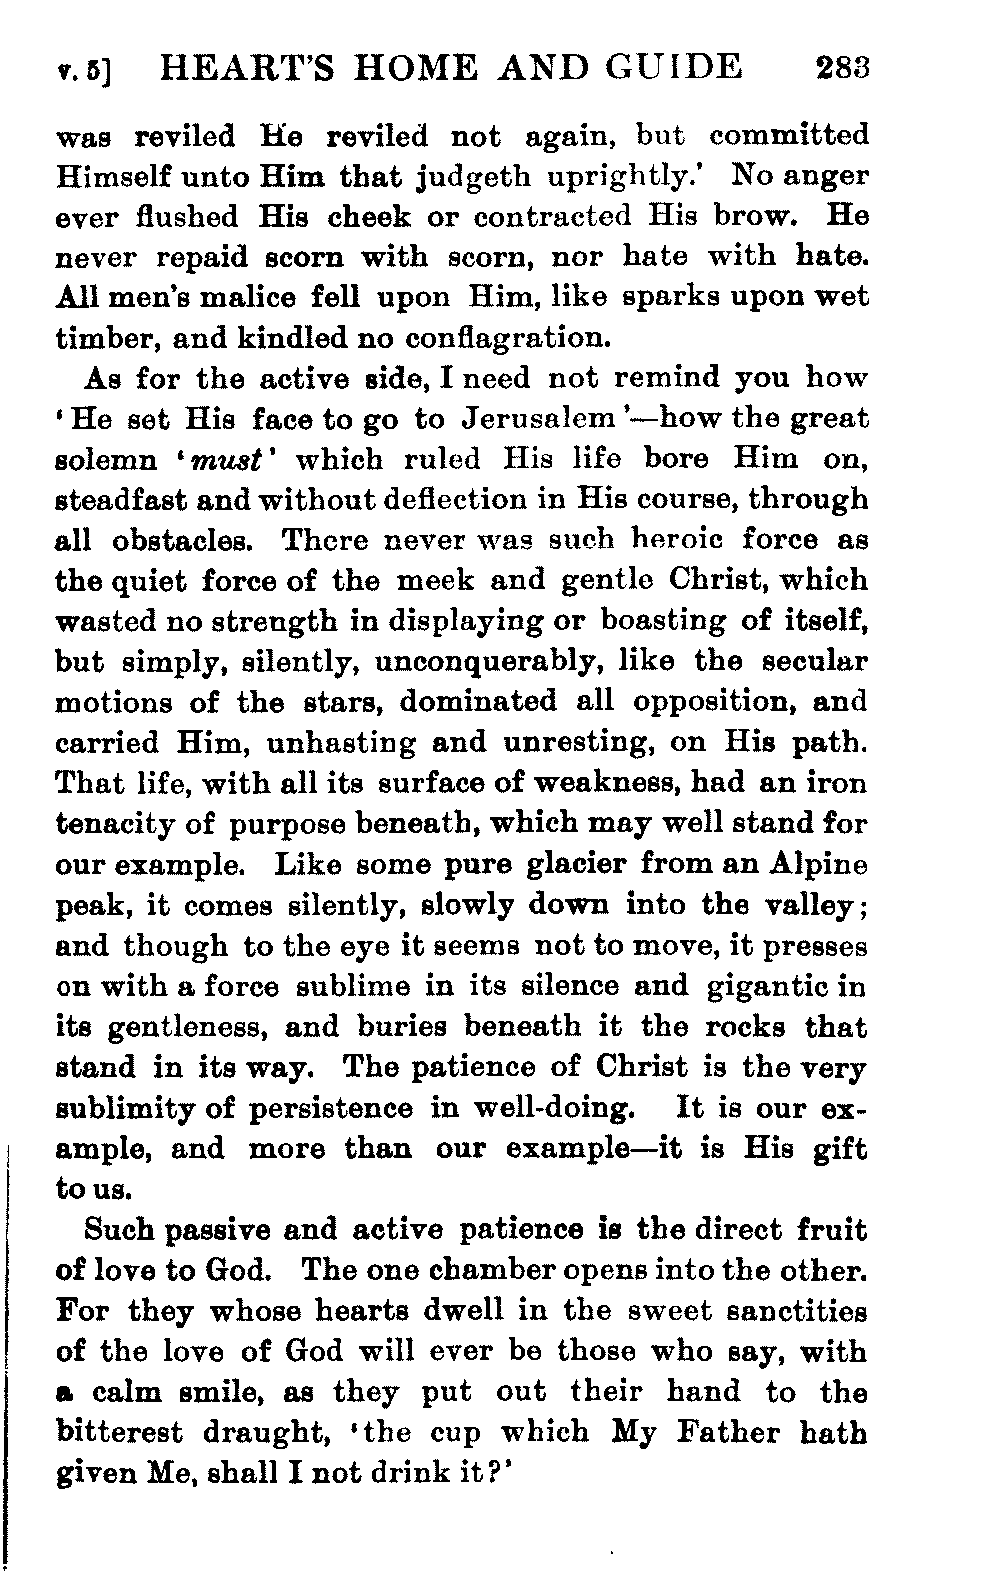 v. 5] HEART'S HOME AND GUIDE 283
was reviled He reviled not again, but committed
Himself unto Him that judgeth uprightly.' No anger
ever flushed His cheek or contracted His brow. He
never repaid scorn with scorn, nor hate with hate.
All men's malice fell upon Him, like sparks upon wet
timber, and kindled no conflagration.
As for the active side, I need not remind you how
'He set His face to go to Jerusalem'—how the great
solemn 'must' which ruled His life bore Him on,
steadfast and without deflection in His course, through
all obstacles. There never was such heroic force as
the quiet force of the meek and gentle Christ, which
wasted no strength in displaying or boasting of itself,
but simply, silently, unconquerably, like the secular
motions of the stars, dominated all opposition, and
carried Him, unhasting and unresting, on His path.
That life, with all its surface of weakness, had an iron
tenacity of purpose beneath, which may well stand for
our example. Like some pure glacier from an Alpine
peak, it comes silently, slowly down into the valley;
and though to the eye it seems not to move, it presses
on with a force sublime in its silence and gigantic in
its gentleness, and buries beneath it the rocks that
stand in its way. The patience of Christ is the very
sublimity of persistence in well-doing. It is our ex-
ample, and more than our example—it is His gift
to us.
Such passive and active patience is the direct fruit
of love to God. The one chamber opens into the other.
For they whose hearts dwell in the sweet sanctities
of the love of God will ever be those who say, with
a calm smile, as they put out their hand to the
bitterest draught, 'the cup which My Father hath
given Me, shall I not drink it?'